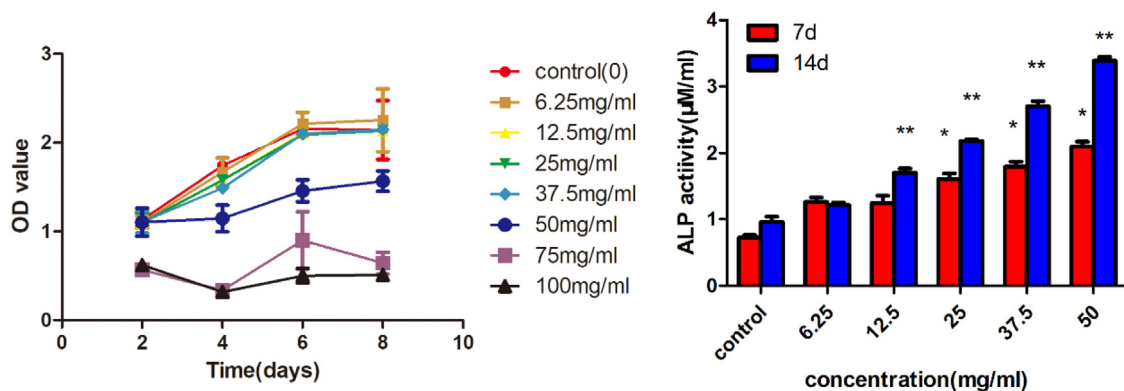 3
2
1
0
OD value
0
2
4
6
8
10
Time(days)
control(0)
6.25mg/ml
12.5mg/ml
25mg/ml
37.5mg/ml
50mg/ml
75mg/ml
100mg/ml
7d
14d
4
3
2
1
0
ALP actiivity(µM/ml)
**
*
**
*
**
*
**
control
6.25
12.5
25
37.5
50
concentration(mg/ml)